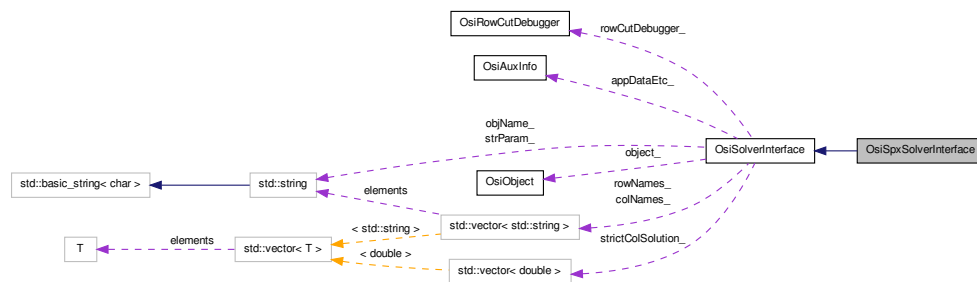 OsiRowCutDebugger
rowCutDebugger_
OsiAuxInfo
appDataEtc_
objName_
strParam_
OsiSolverInterface
OsiSpxSolverInterface
object_
std::basic_string< char >
std::string
OsiObject
elements
rowNames_
colNames_
< std::string >
std::vector< std::string >
T
elements
std::vector< T >
strictColSolution_
< double >
std::vector< double >